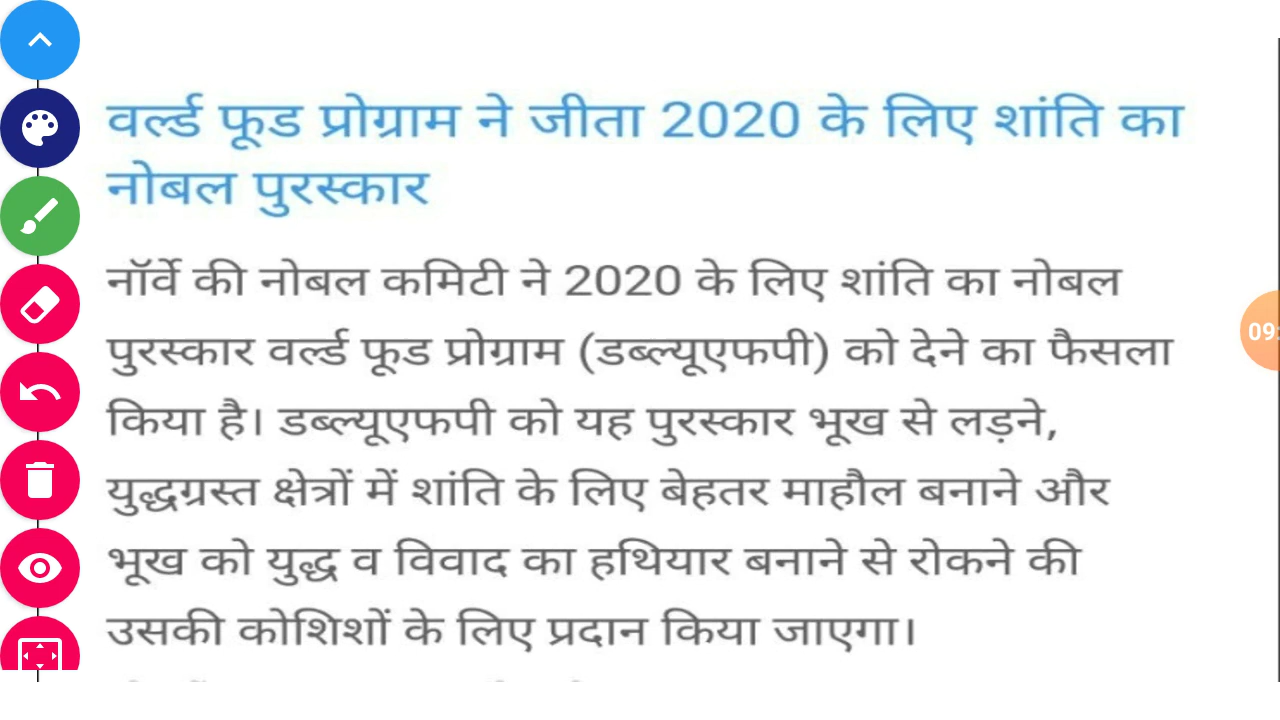 वर्ल्ड फूड प्रोग्राम ने जीता 2020 के लिए शांति का
नोबल पुरस्कार
नॉर्वे की नोबल कमिटी ने 2020 के लिए शांति का नोबल
पुरस्कार वर्ल्ड फूड प्रोग्राम (डब्ल्यूएफपी) को देने का फैसला
किया है। डब्ल्यूएफपी को यह पुरस्कार भूख से लड़ने,
युद्धग्रस्त क्षेत्रों में शांति के लिए बेहतर माहौल बनाने और
भूख को युद्ध व विवाद का हथियार बनाने से रोकने की
उसकी कोशिशों के लिए प्रदान किया जाएगा।
09: